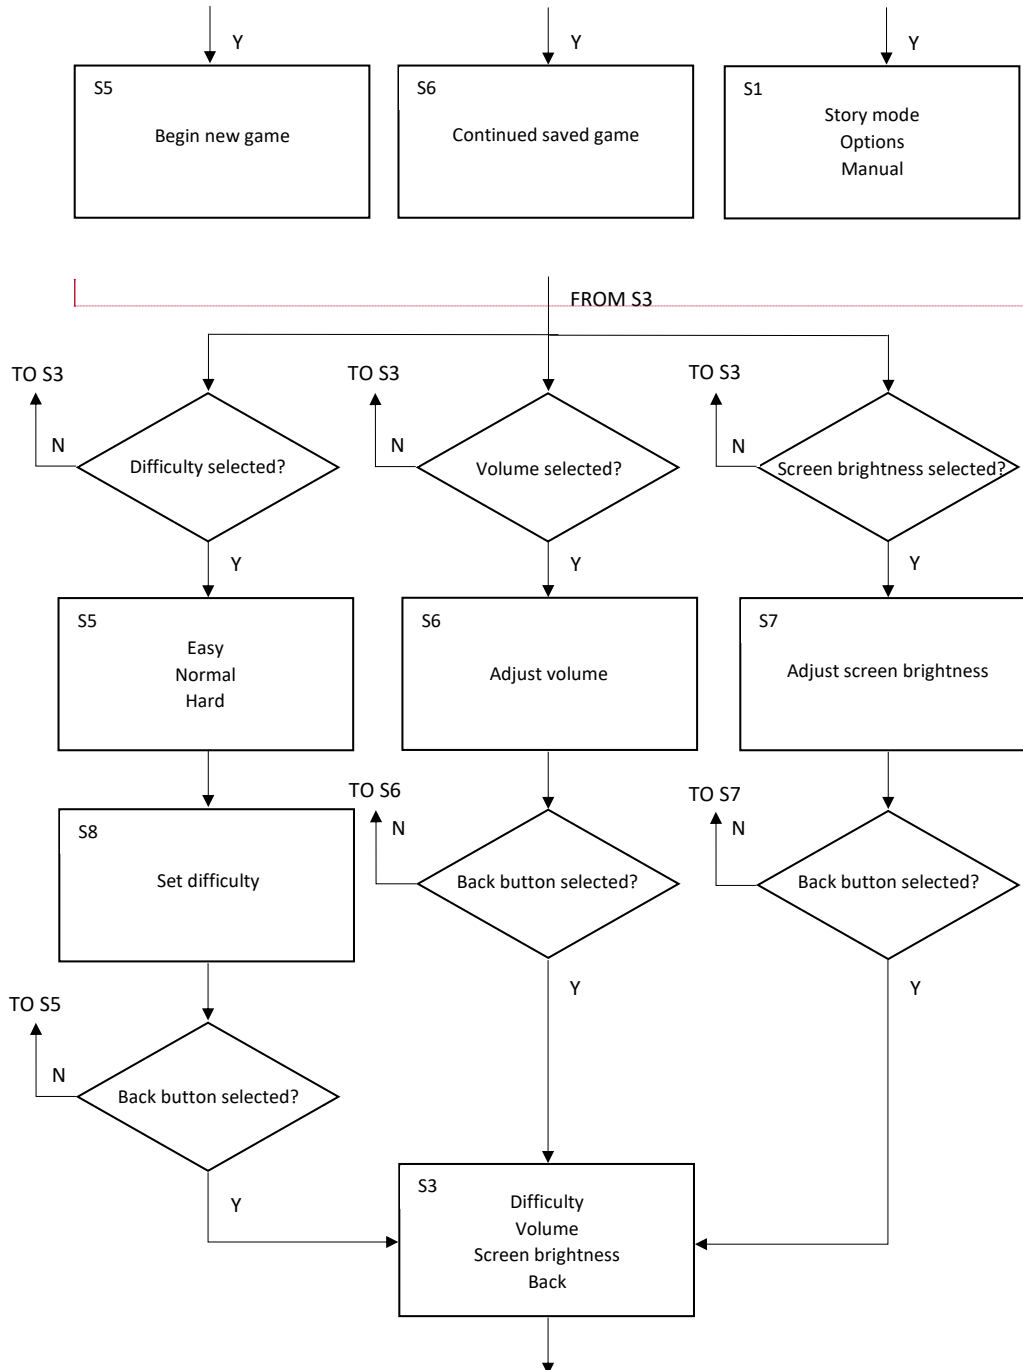 Y
Y
Y
S5
Begin new game
S6
Continued saved game
S1
Story mode
Options
Manual
FROM S3
TO S3
TO S3
TO S3
N
N
N
Difficulty selected?
Volume selected?
Screen brightness selected?
Y
Y
Y
S5
Easy
Normal
Hard
S6
Adjust volume
S7
Adjust screen brightness
TO S6
TO S7
N
N
S8
Set difficulty
Back button selected?
Back button selected?
Y
Y
TO S5
N
Back button selected?
Y
S3
Difficulty
Volume
Screen brightness
Back